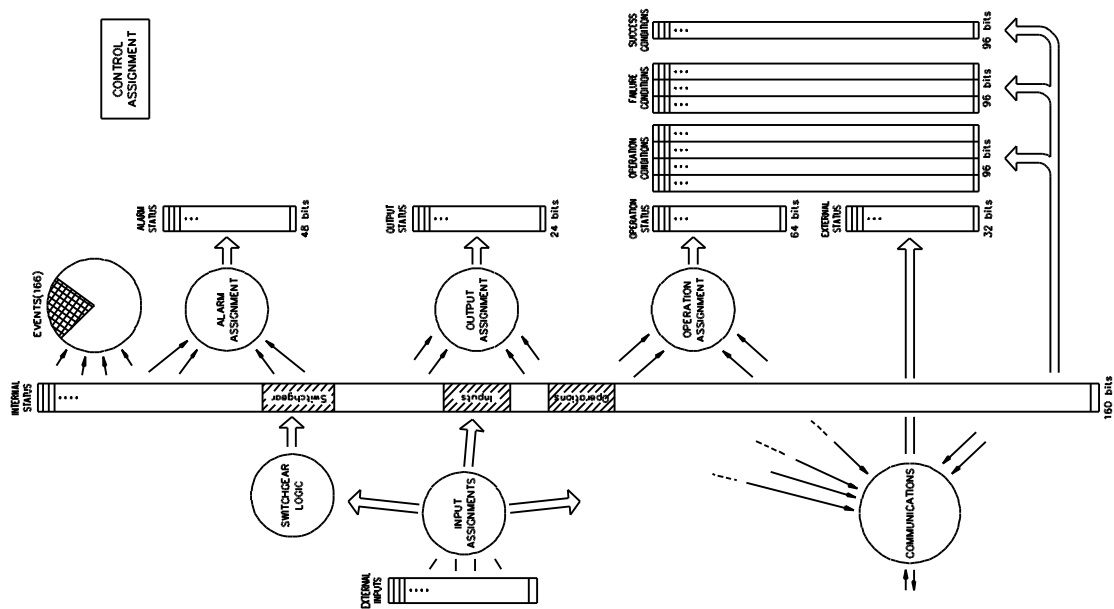 CONTROL
ASSIGNMENT
EVENTS(166)
ALARM
STATUS
48 bits
ALARM
ASSIGNMENT
OUTPUT
STATUS
24 bits
OUTPUT
ASSIGNMENT
SUCCESS
CONDITIONS
96 bits
FAILURE
CONDITIONS
96 bits
OPERATION
CONDITIONS
96 bits
OPERATION
STATUS
64 bits
EXTERNAL
STATUS
32 bits
OPERATION
ASSIGNMENT
INTERNAL
STATUS
Switchgear
Inputs
Operations
160 bits
SWITCHGEAR
LOGIC
INPUT
ASSIGNMENTS
EXTERNAL
INPUTS
COMMUNICATIONS